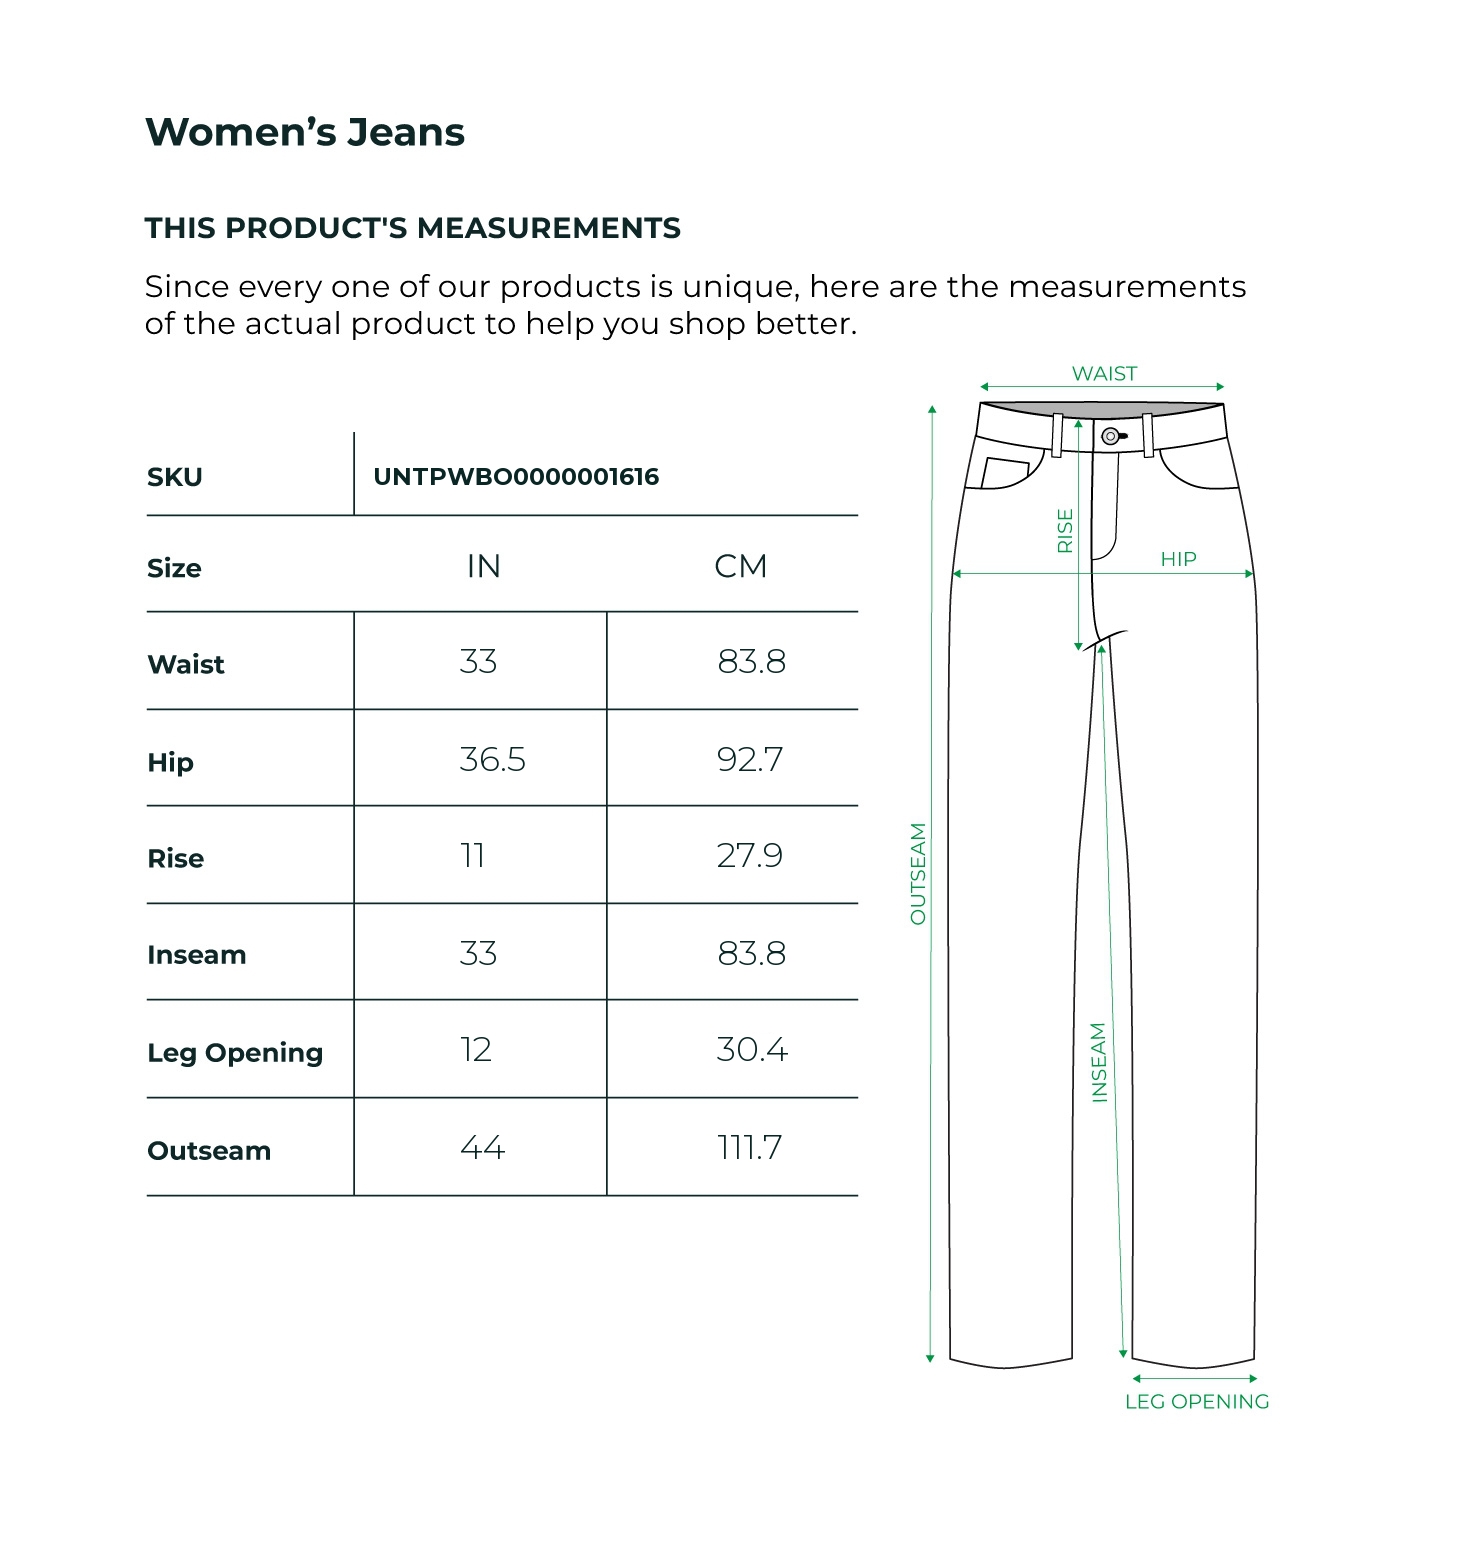 Women’s Jeans
THIS PRODUCT'S MEASUREMENTS
Since every one of our products is unique, here are the measurements
of the actual product to help you shop better.
SKU UNTPWBO0000001616
Size IN CM
Waist 33 83.8
Hip 36.5 92.7
Rise 11 27.9
Inseam 33 83.8
Leg Opening 12 30.4
Outseam 44 111.7
WAIST
RISE
HIP
OUTSEAM
INSEAM
LEG OPENING